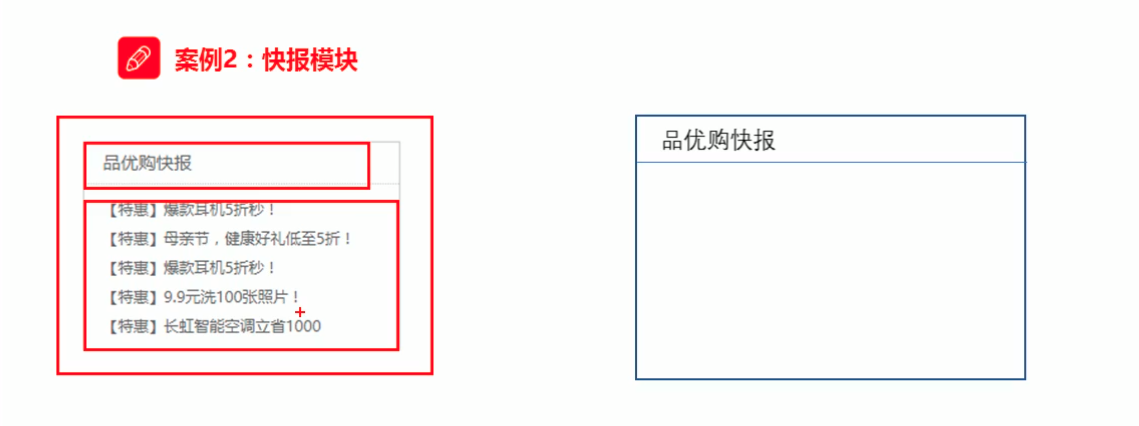 案例2：快报模块
品优购快报
【特惠】爆款耳机5折秒！
【特惠】母亲节，健康好礼低至5折！
【特惠】爆款耳机5折秒！
【特惠】9.9元洗100张照片！
【特惠】长虹智能空调立省1000
品优购快报